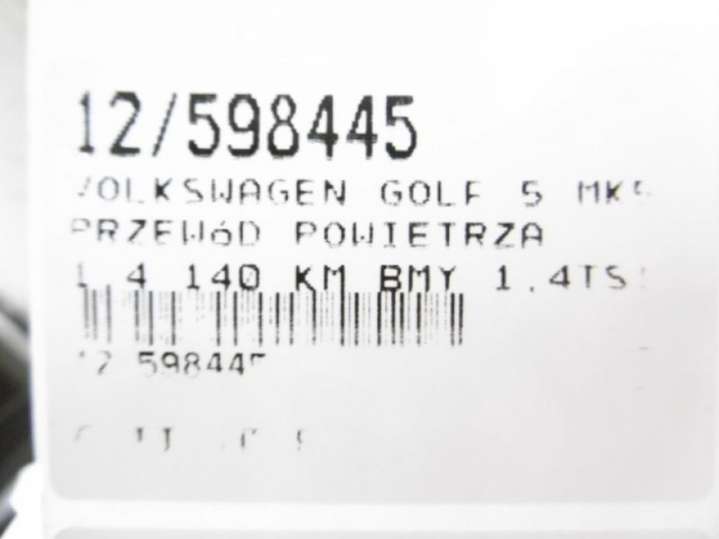 12/598445
VOLKSWAGEN GOLF 5 MK5
PRZEWóD POWIETRZA
1.4 140 KM BMY 1.4TSI
12 598445